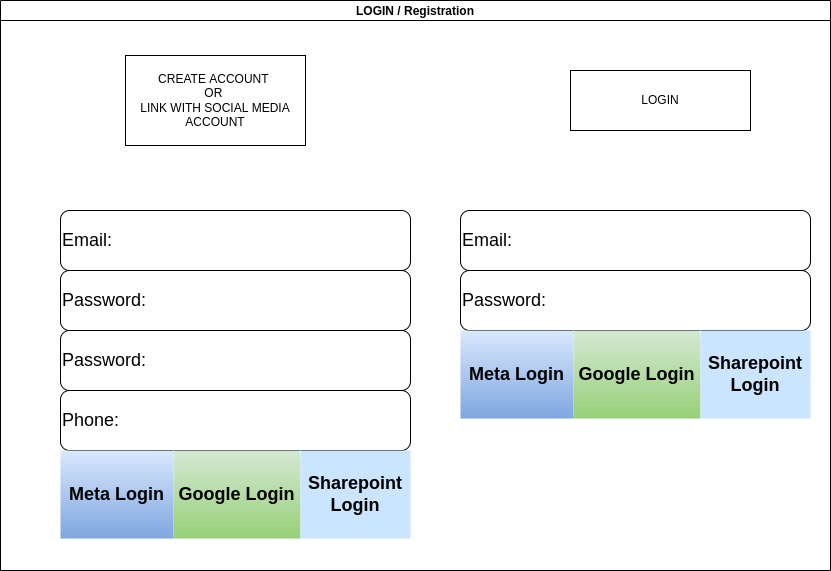 LOGIN / Registration
CREATE ACCOUNT
OR
LINK WITH SOCIAL MEDIA
ACCOUNT
LOGIN
Email:
Password:
Password:
Phone:
Meta Login
Google Login
Sharepoint
Login
Email:
Password:
Meta Login
Google Login
Sharepoint
Login